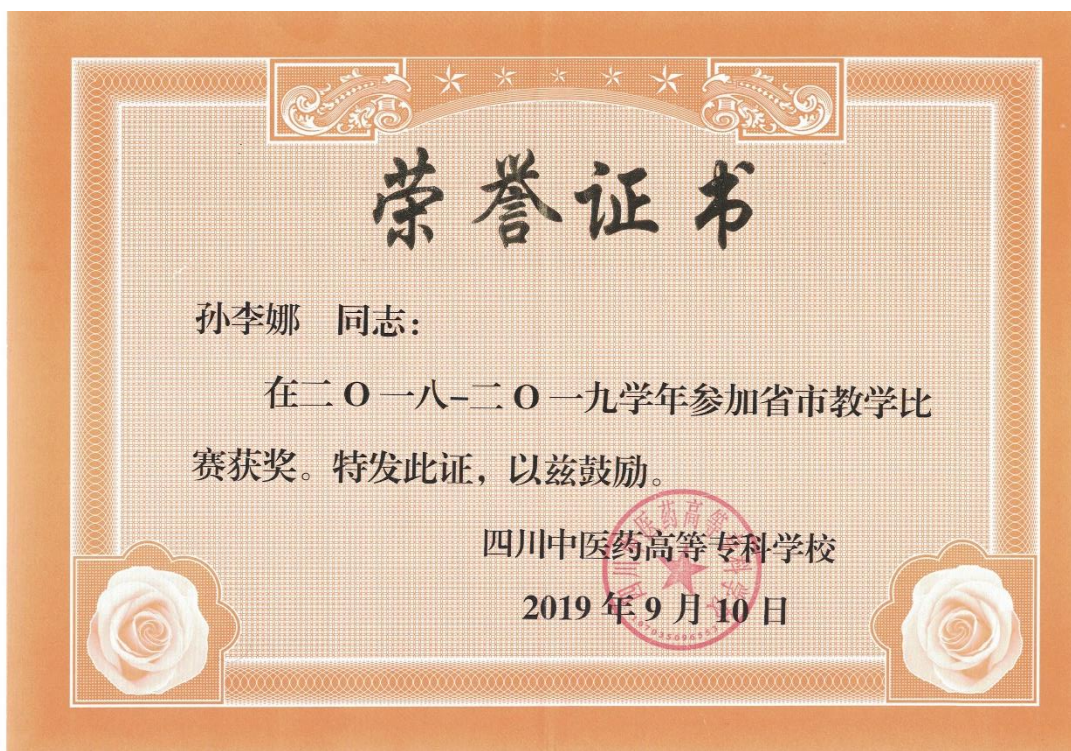 荣誉证书
孙李娜 同志：
在二O一八-二O一九学年参加省市教学比
赛获奖。特发此证，以兹鼓励。
四川中医药高等专科学校
2019 年 9 月 10 日